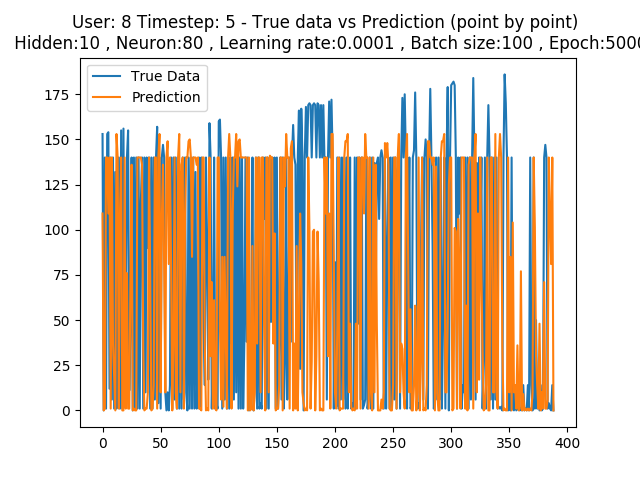 User: 8 Timestep: 5 - True data vs Prediction (point by point)
Hidden:10 , Neuron:80 , Learning rate:0.0001 , Batch size:100 , Epoch:5000
True Data
Prediction
175
150
125
100
75
50
25
0
0 50 100 150 200 250 300 350 400